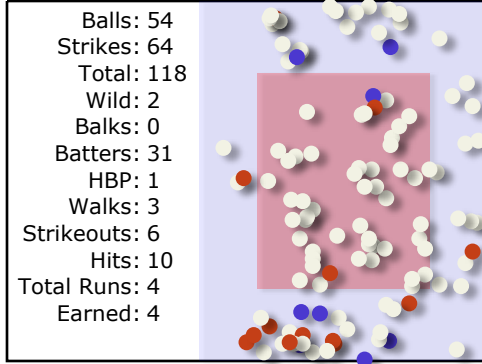 Balls: 54
Strikes: 64
Total: 118
Wild: 2
Balks: 0
Batters: 31
HBP: 1
Walks: 3
Strikeouts: 6
Hits: 10
Total Runs: 4
Earned: 4